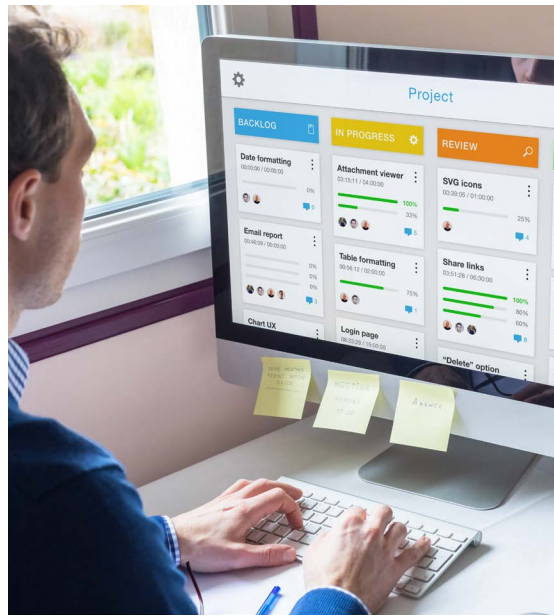 Project
BACKLOG
Date formatting
00:00:00 / 00:00:00
0%
0
Email report
00:46:09 / 00:00:00
0%
0%
0%
3
Chart UX
IN PROGRESS
Attachment viewer
03:15:11 / 04:00:00
100%
33%
5
Table formatting
00:56:12 / 02:00:00
75%
1
Login page
REVIEW
SVG icons
00:39:05 / 01:00:00
25%
4
Share links
03:51:26 / 06:30:00
100%
80%
60%
8
"Delete" option
MEETING